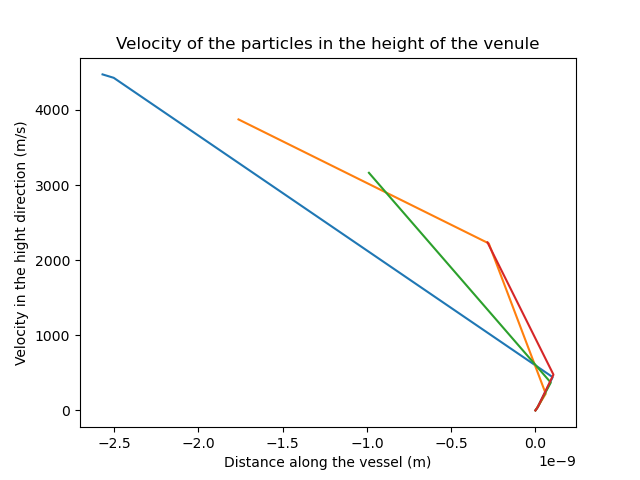 Velocity of the particles in the height of the venule
Velocity in the hight direction (m/s)
4000
3000
2000
1000
0
−2.5 −2.0 −1.5 −1.0 −0.5 0.0
1e−9
Distance along the vessel (m)